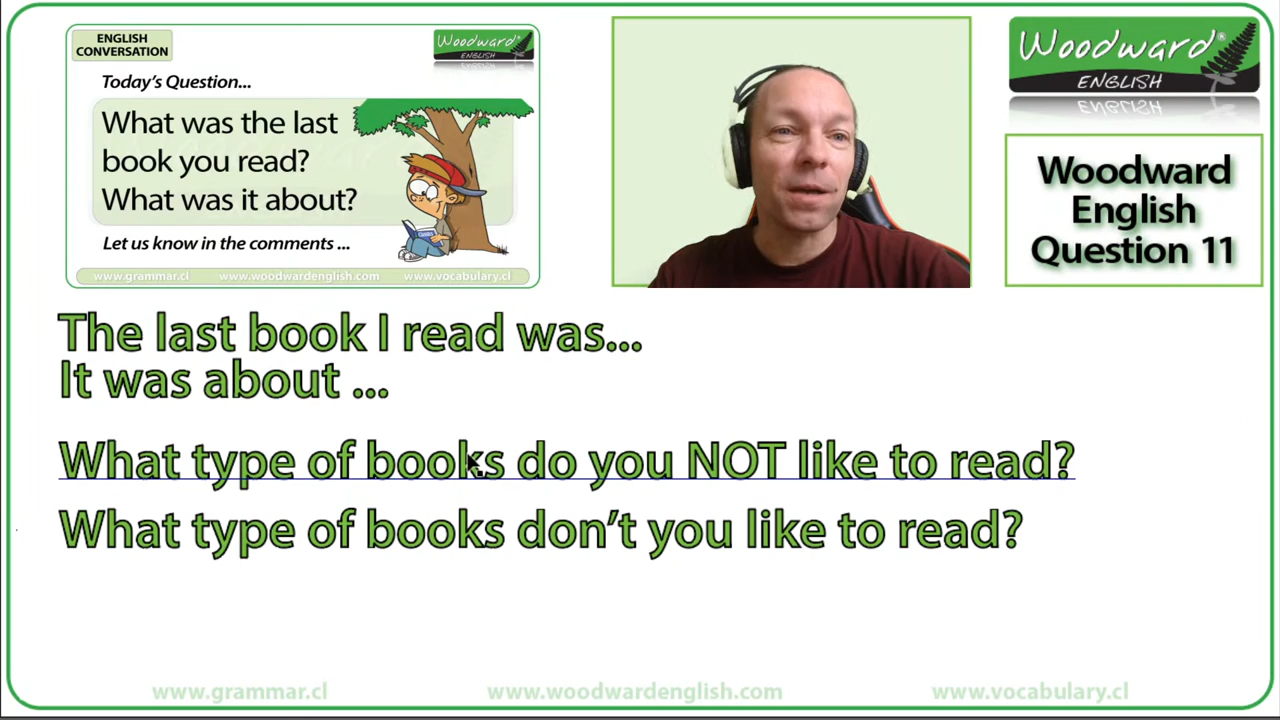 ENGLISH
CONVERSATION
Woodward®
ENGLISH
Today's Question...
What was the last
book you read?
What was it about?
Let us know in the comments ...
www.grammar.cl www.woodwardenglish.com www.vocabulary.cl
Woodward®
ENGLISH
Woodward
English
Question 11
The last book I read was...
It was about ...
What type of books do you NOT like to read?
What type of books don't you like to read?
www.grammar.cl www.woodwardenglish.com www.vocabulary.cl